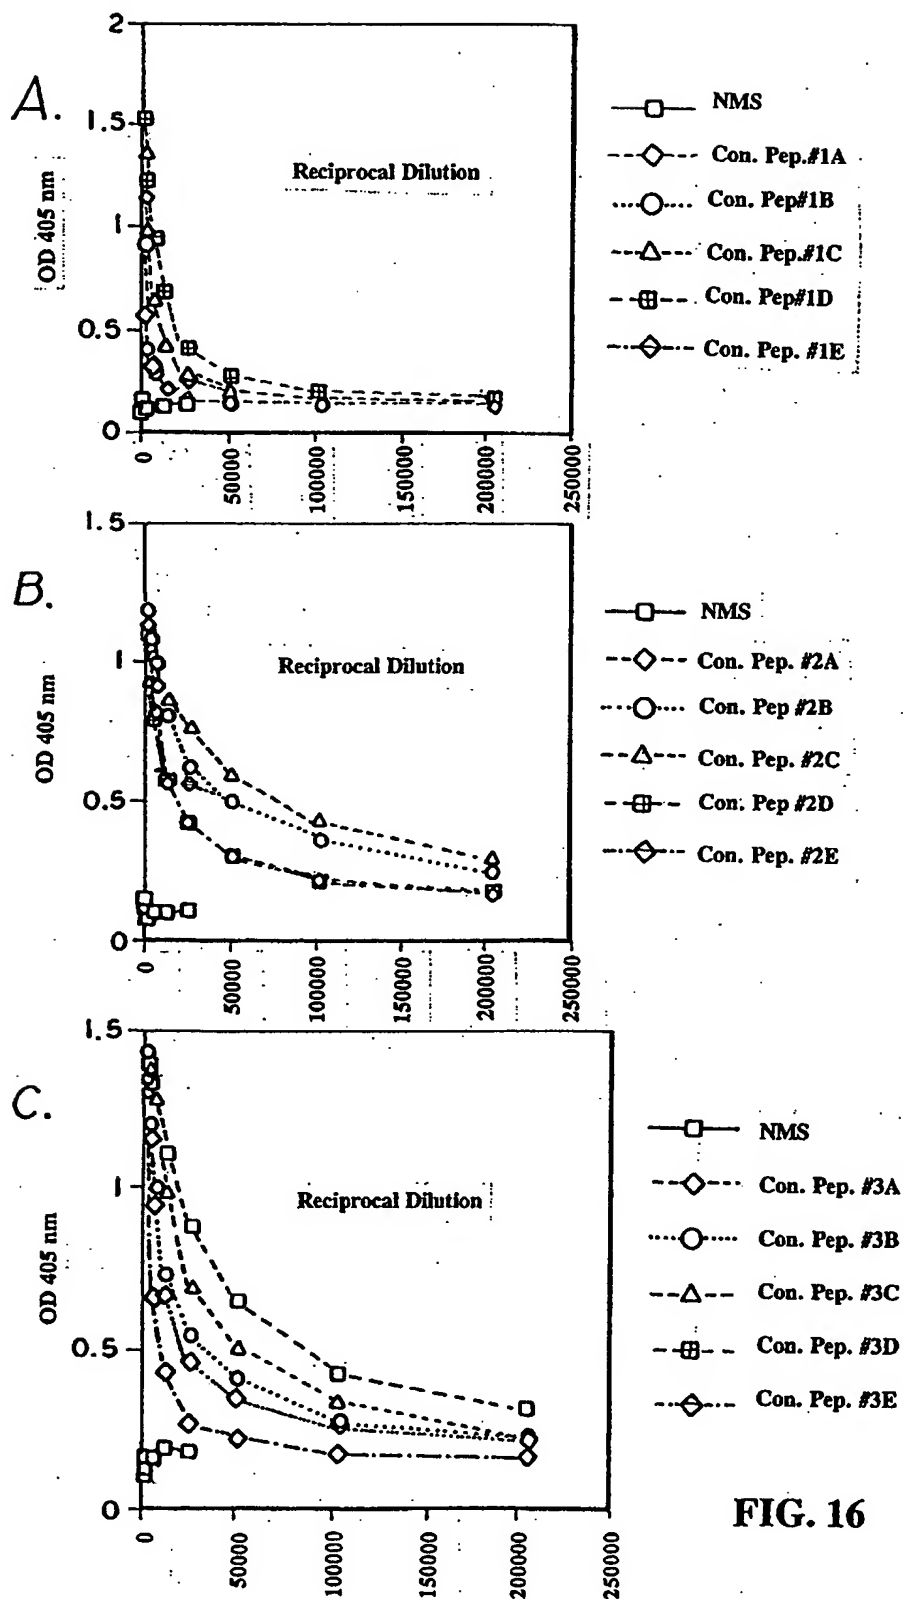 A.
2
1.5
1
0.5
0
OD 405 nm
Reciprocal Dilution
0
50000
100000
150000
200000
250000
NMS
Con. Pep.#1A
Con. Pep#1B
Con. Pep.#1C
Con. Pep#1D
Con. Pep. #1E
B.
1.5
1
0.5
0
OD 405 nm
Reciprocal Dilution
0
50000
100000
150000
200000
250000
NMS
Con. Pep. #2A
Con. Pep #2B
Con. Pep. #2C
Con. Pep #2D
Con. Pep. #2E
C.
1.5
1
0.5
0
OD 405 nm
Reciprocal Dilution
0
50000
100000
150000
200000
250000
NMS
Con. Pep. #3A
Con. Pep. #3B
Con. Pep. #3C
Con. Pep. #3D
Con. Pep. #3E
FIG. 16